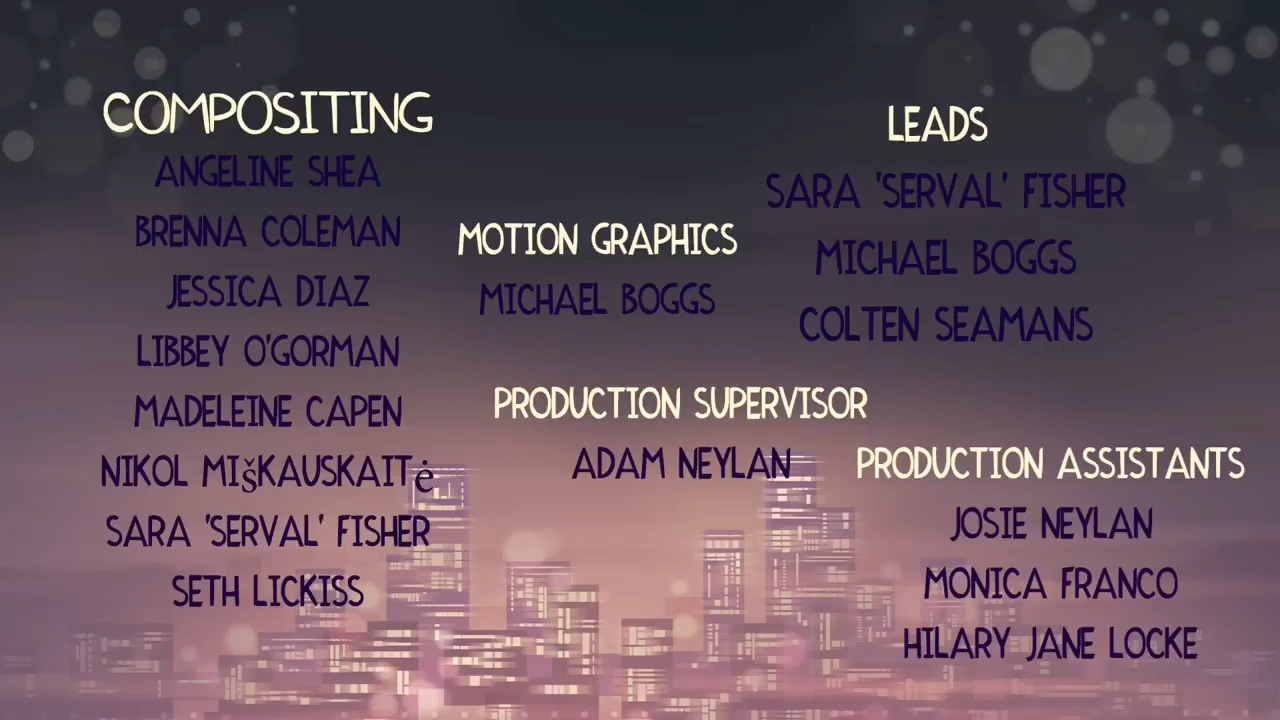 COMPOSITING
ANGELINE SHEA
BRENNA COLEMAN
JESSICA DIAZ
LIBBEY O'GORMAN
MADELEINE CAPEN
NIKOL MIšKAUSKAITė
SARA 'SERVAL' FISHER
SETH LICKISS
MOTION GRAPHICS
MICHAEL BOGGS
PRODUCTION SUPERVISOR
ADAM NEYLAN
LEADS
SARA 'SERVAL' FISHER
MICHAEL BOGGS
COLTEN SEAMANS
PRODUCTION ASSISTANTS
JOSIE NEYLAN
MONICA FRANCO
HILARY JANE LOCKE